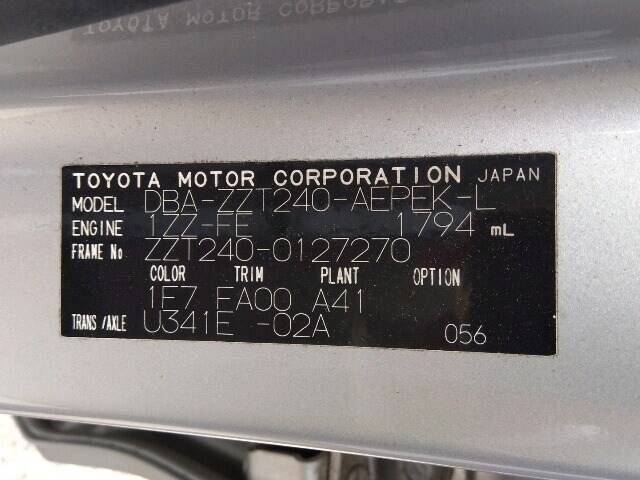 TOYOTA MOTOR CORPORATION JAPAN
MODEL DBA-ZZT240-AEPEK-L
ENGINE 1ZZ-FE 1794 mL
FRAME No ZZT240-0127270
COLOR TRIM PLANT OPTION
1F7 FA00 A41
TRANS/AXLE U341E -02A 056